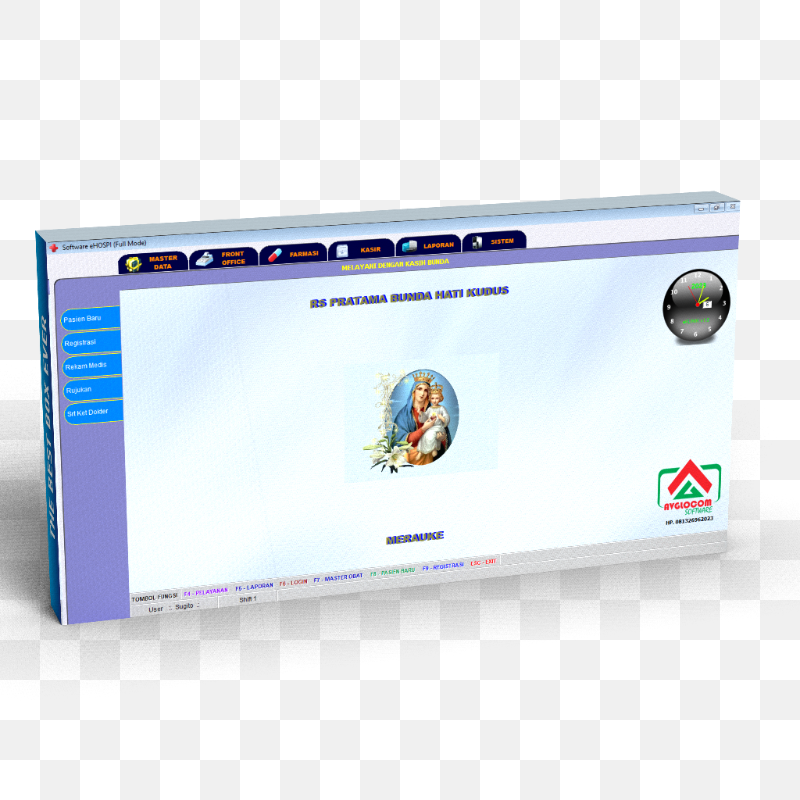 Software eHOSPI (Full Mode)
MASTER DATA
FRONT OFFICE
FARMASI
KASIR
LAPORAN
SISTEM
MELAYANI DENGAN KASIH BUNDA
RS PRATAMA BUNDA HATI KUDUS
Pasien Baru
Registrasi
Rekam Medis
Rujukan
Srt Ket Dokter
THE BEST BOX EVER
AVGLOCOM
SOFTWARE
HP. 081326962023
MERAUKE
TOMBOL FUNGSI F4 - PELAYANAN F5 - LAPORAN F6 - LOGIN F7 - MASTER OBAT F8 - PASIEN BARU F9 - REGISTRASI ESC - EXIT
User : Sugito : Shift 1